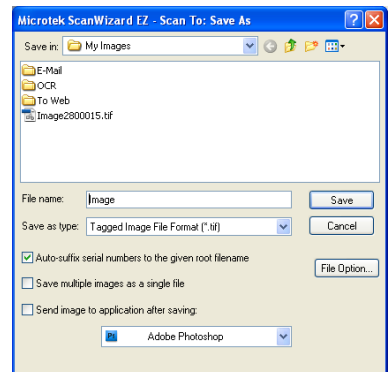 Microtek ScanWizard EZ - Scan To: Save As
Save in: My Images
E-Mail
OCR
To Web
Image2800015.tif
File name: Image Save
Save as type: Tagged Image File Format (*.tif) Cancel
Auto-suffix serial numbers to the given root filename
File Option...
Save multiple images as a single file
Send image to application after saving:
Ps Adobe Photoshop